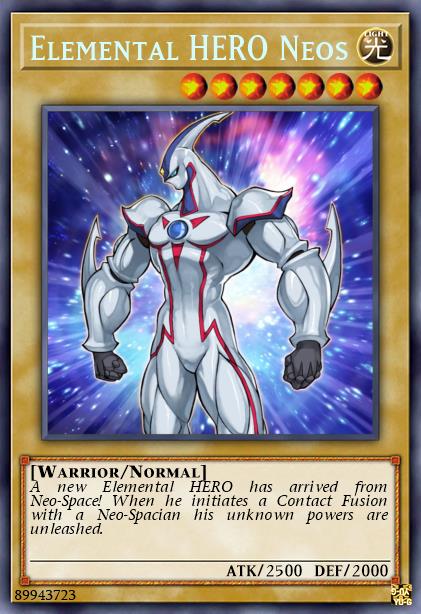 Elemental HERO Neos
LIGHT
光
[Warrior/Normal]
A new Elemental HERO has arrived from
Neo-Space! When he initiates a Contact Fusion
with a Neo-Spacian his unknown powers are
unleashed.
ATK/2500 DEF/2000
89943723